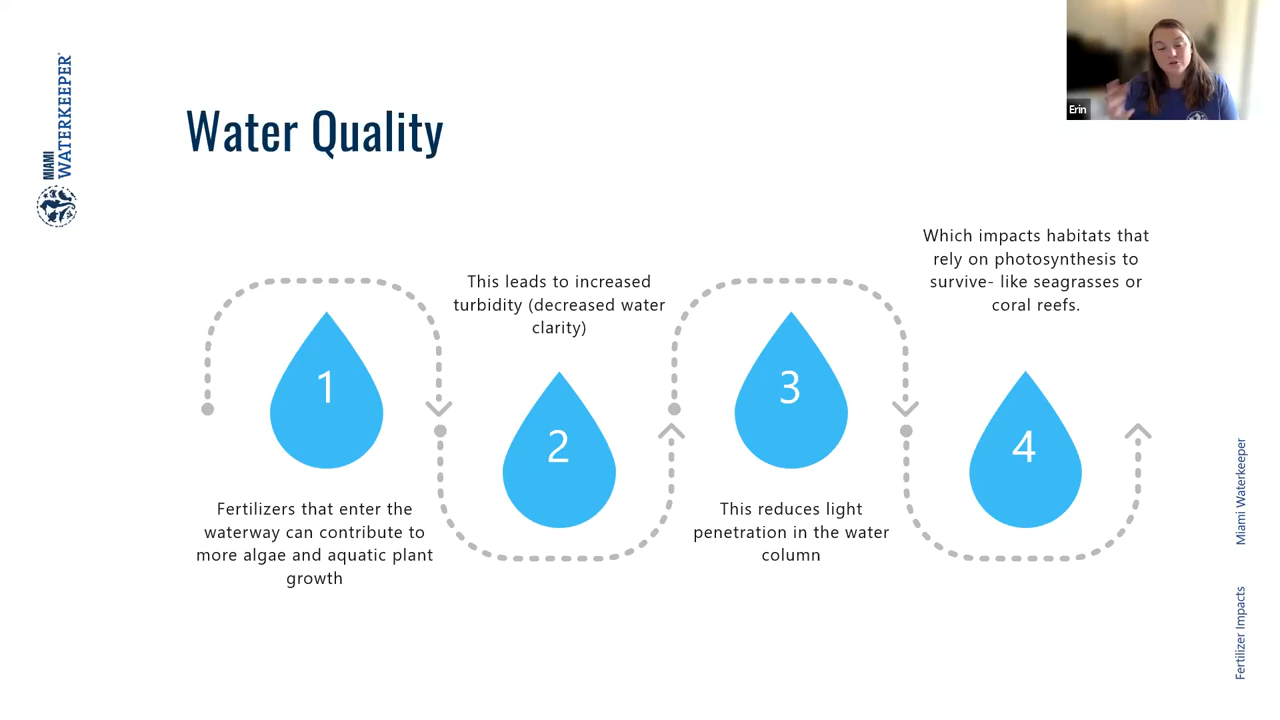 MIAMI
WATERKEEPER
Water Quality
Erin
1
Fertilizers that enter the
waterway can contribute to
more algae and aquatic plant
growth
This leads to increased
turbidity (decreased water
clarity)
2
3
This reduces light
penetration in the water
column
Which impacts habitats that
rely on photosynthesis to
survive- like seagrasses or
coral reefs.
4
Miami Waterkeeper
Fertilizer Impacts